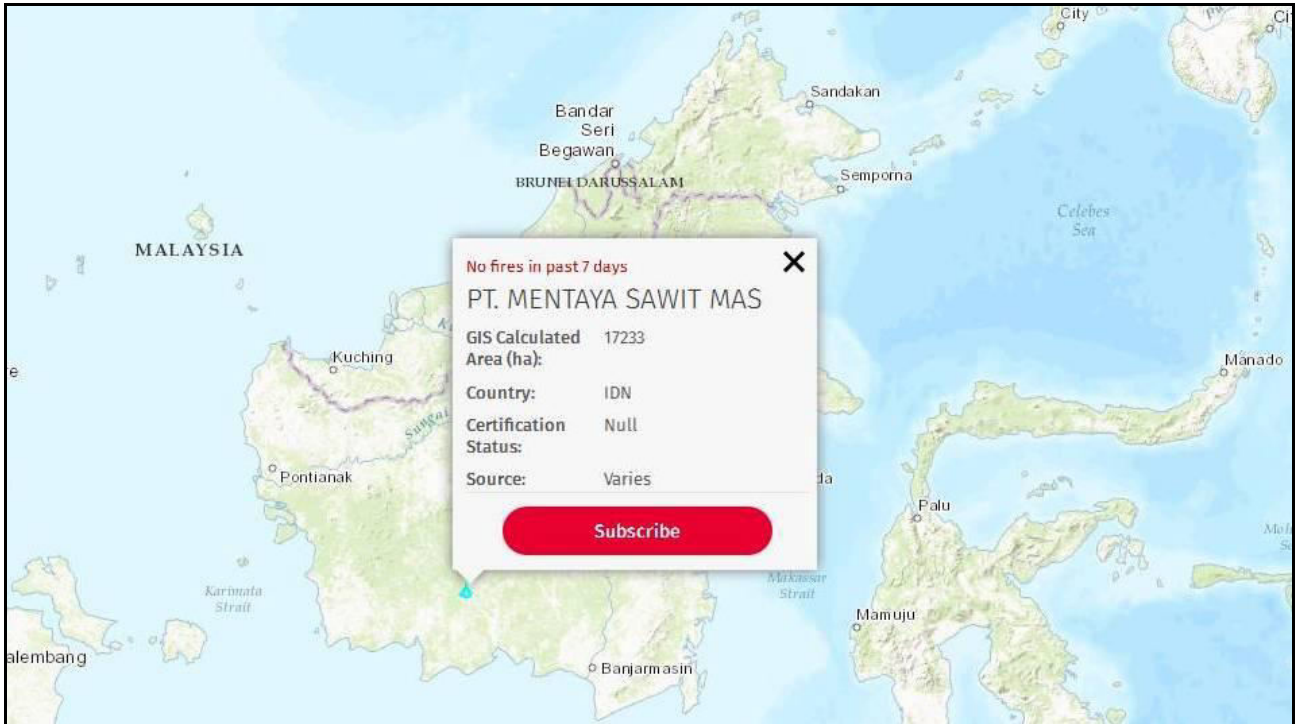 City
Ci
Sandakan
Bandar
Seri
Begawan
BRUNEI DARUSSALAM
Semporna
Celebes
Sea
MALAYSIA
No fires in past 7 days
PT. MENTAYA SAWIT MAS
GIS Calculated 17233
Area (ha):
Country: IDN
Certification Null
Status:
Source: Varies
Subscribe
Kuching
Manado
e
Sungai
Pontianak
da
Palu
Karimata
Strait
Makassar
Strait
Mamuju
alembang
Banjarmasin